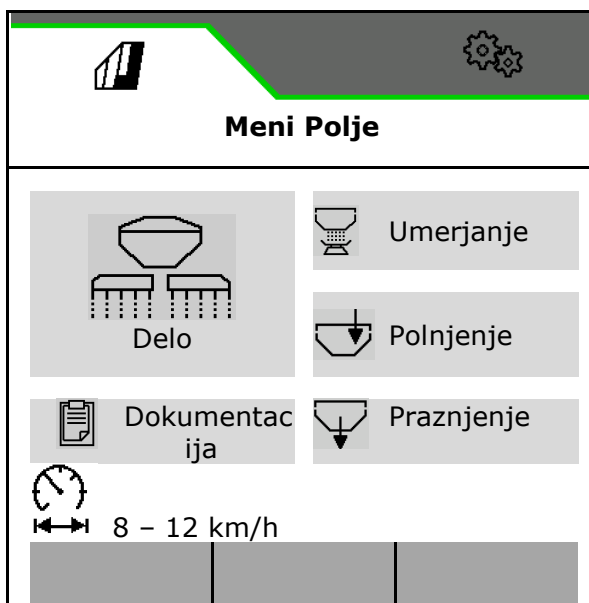 Meni Polje
Umerjanje
Delo
Polnjenje
Dokumentac
ija
Praznjenje
8 – 12 km/h